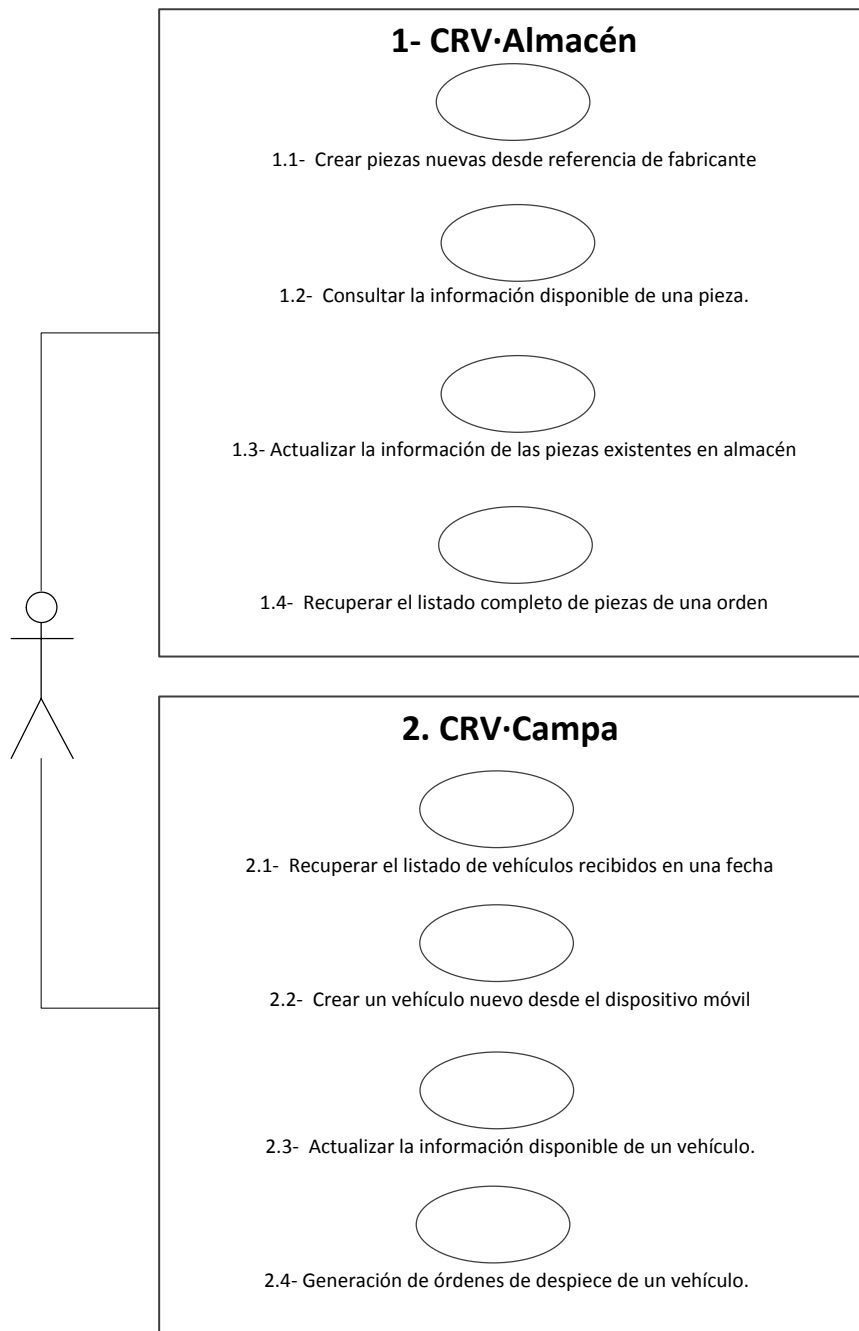 1- CRV·Almacén
1.1- Crear piezas nuevas desde referencia de fabricante
1.2- Consultar la información disponible de una pieza.
1.3- Actualizar la información de las piezas existentes en almacén
1.4- Recuperar el listado completo de piezas de una orden
2. CRV·Campa
2.1- Recuperar el listado de vehículos recibidos en una fecha
2.2- Crear un vehículo nuevo desde el dispositivo móvil
2.3- Actualizar la información disponible de un vehículo.
2.4- Generación de órdenes de despiece de un vehículo.